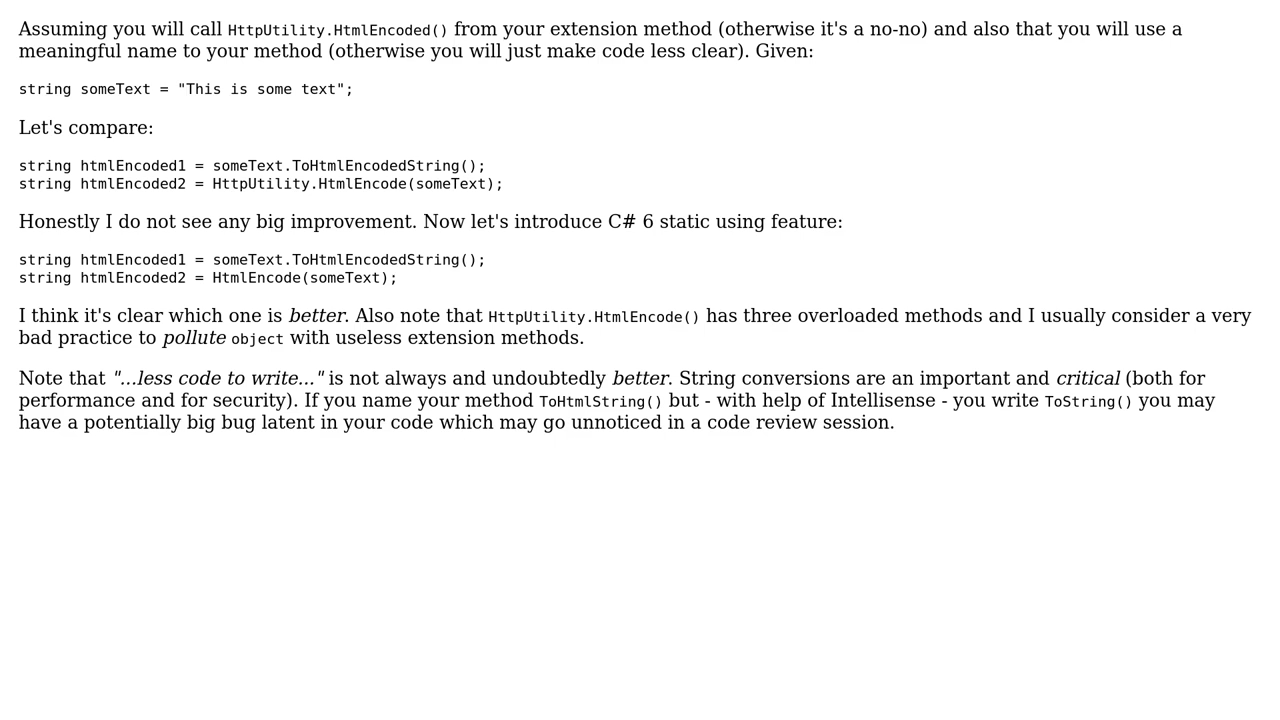 Assuming you will call HttpUtility.HtmlEncoded() from your extension method (otherwise it's a no-no) and also that you will use a
meaningful name to your method (otherwise you will just make code less clear). Given:
string someText = "This is some text";
Let's compare:
string htmlEncoded1 = someText.ToHtmlEncodedString();
string htmlEncoded2 = HttpUtility.HtmlEncode(someText);
Honestly I do not see any big improvement. Now let's introduce C# 6 static using feature:
string htmlEncoded1 = someText.ToHtmlEncodedString();
string htmlEncoded2 = HtmlEncode(someText);
I think it's clear which one is better. Also note that HttpUtility.HtmlEncode() has three overloaded methods and I usually consider a very
bad practice to pollute object with useless extension methods.
Note that "...less code to write..." is not always and undoubtedly better. String conversions are an important and critical (both for
performance and for security). If you name your method ToHtmlString() but - with help of Intellisense - you write ToString() you may
have a potentially big bug latent in your code which may go unnoticed in a code review session.